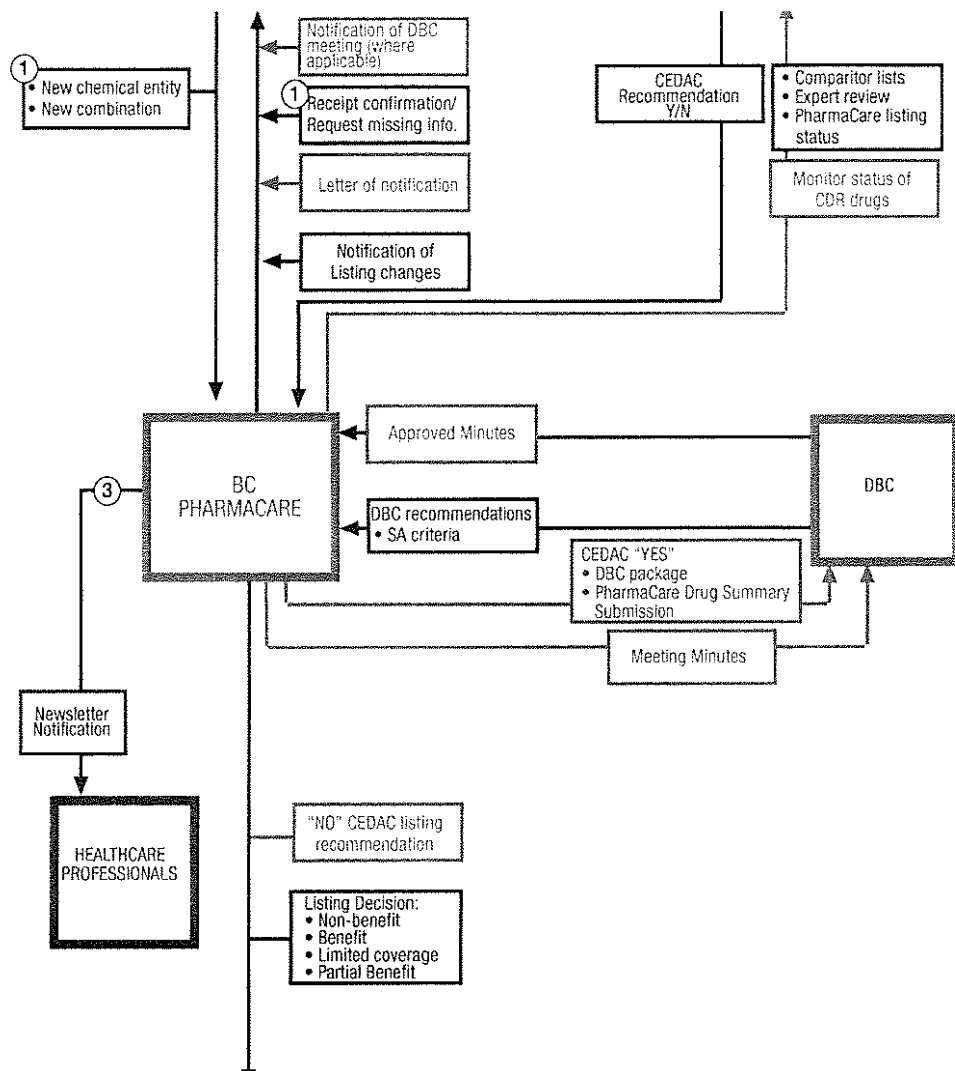 Notification of DBC
meeting (where
applicable)
1
• New chemical entity
• New combination
1
Receipt confirmation/
Request missing info.
Letter of notification
Notification of
Listing changes
CEDAC
Recommendation
Y/N
• Comparitor lists
• Expert review
• PharmaCare listing
status
Monitor status of
CDR drugs
BC
PHARMACARE
Approved Minutes
DBC
DBC recommendations
• SA criteria
CEDAC "YES"
• DBC package
• PharmaCare Drug Summary
Submission
Meeting Minutes
3
Newsletter
Notification
HEALTHCARE
PROFESSIONALS
"NO" CEDAC listing
recommendation
Listing Decision:
• Non-benefit
• Benefit
• Limited coverage
• Partial Benefit